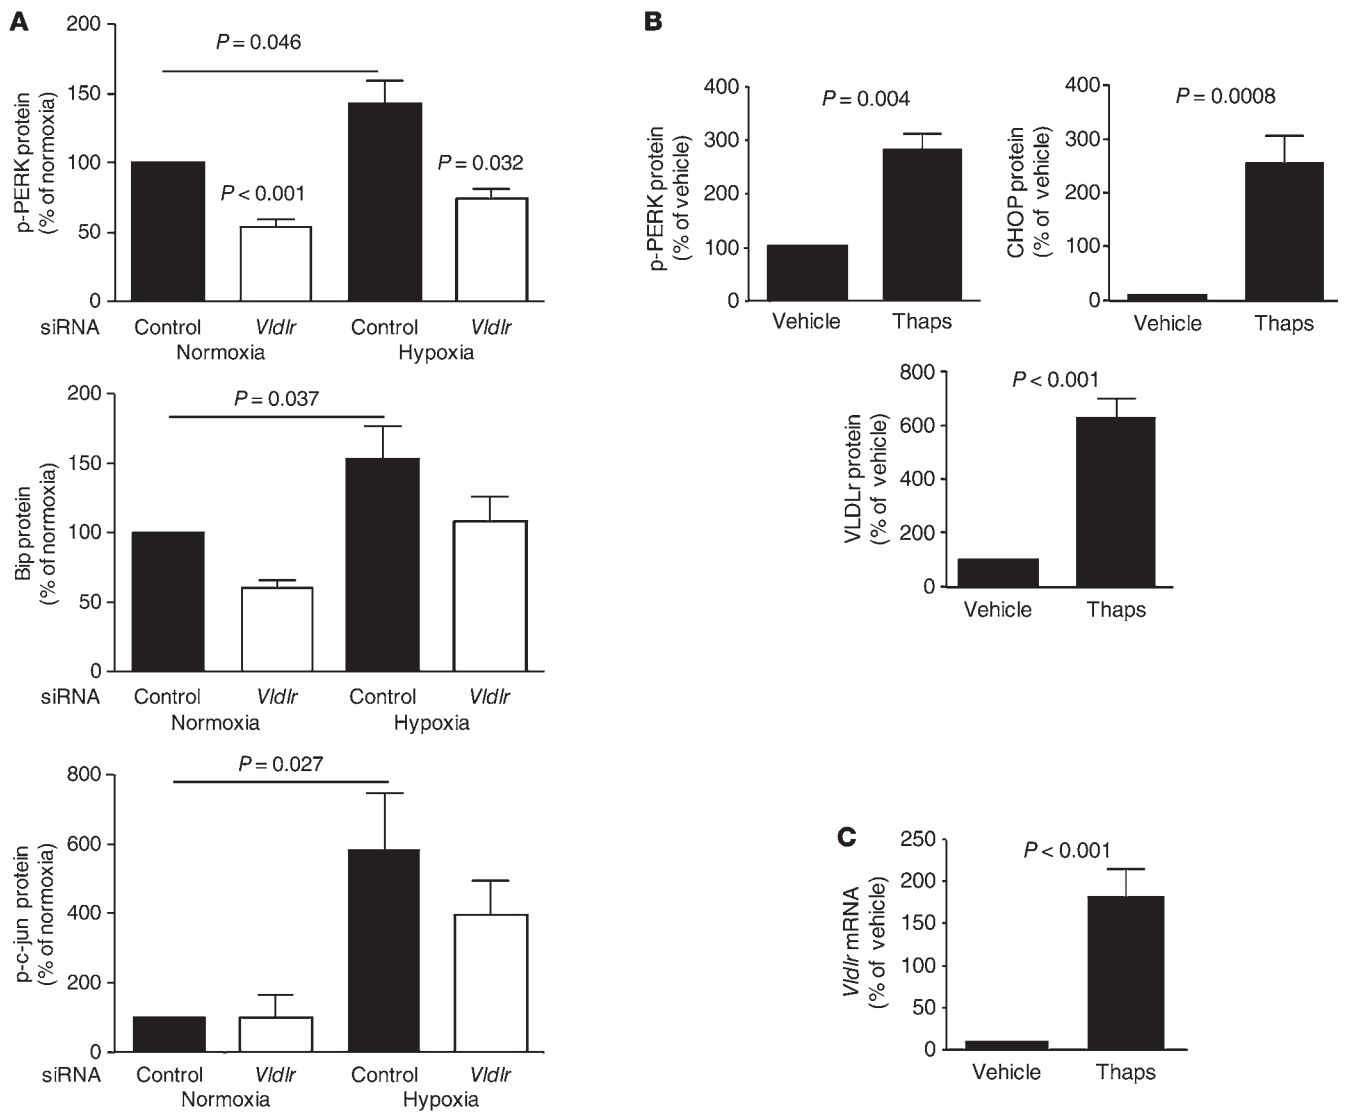 A
200
150
100
50
0
p-PERK protein
(% of normoxia)
P = 0.046
P < 0.001
P = 0.032
siRNA Control Vldlr Control Vldlr
Normoxia Hypoxia
200
150
100
50
0
Bip protein
(% of normoxia)
P = 0.037
siRNA Control Vldlr Control Vldlr
Normoxia Hypoxia
800
600
400
200
0
p-c-jun protein
(% of normoxia)
P = 0.027
siRNA Control Vldlr Control Vldlr
Normoxia Hypoxia
B
400
300
200
100
0
p-PERK protein
(% of vehicle)
P = 0.004
Vehicle Thaps
400
300
200
100
0
CHOP protein
(% of vehicle)
P = 0.0008
Vehicle Thaps
800
600
400
200
0
VLDLr protein
(% of vehicle)
P < 0.001
Vehicle Thaps
C
250
200
150
100
50
0
Vldlr mRNA
(% of vehicle)
P < 0.001
Vehicle Thaps